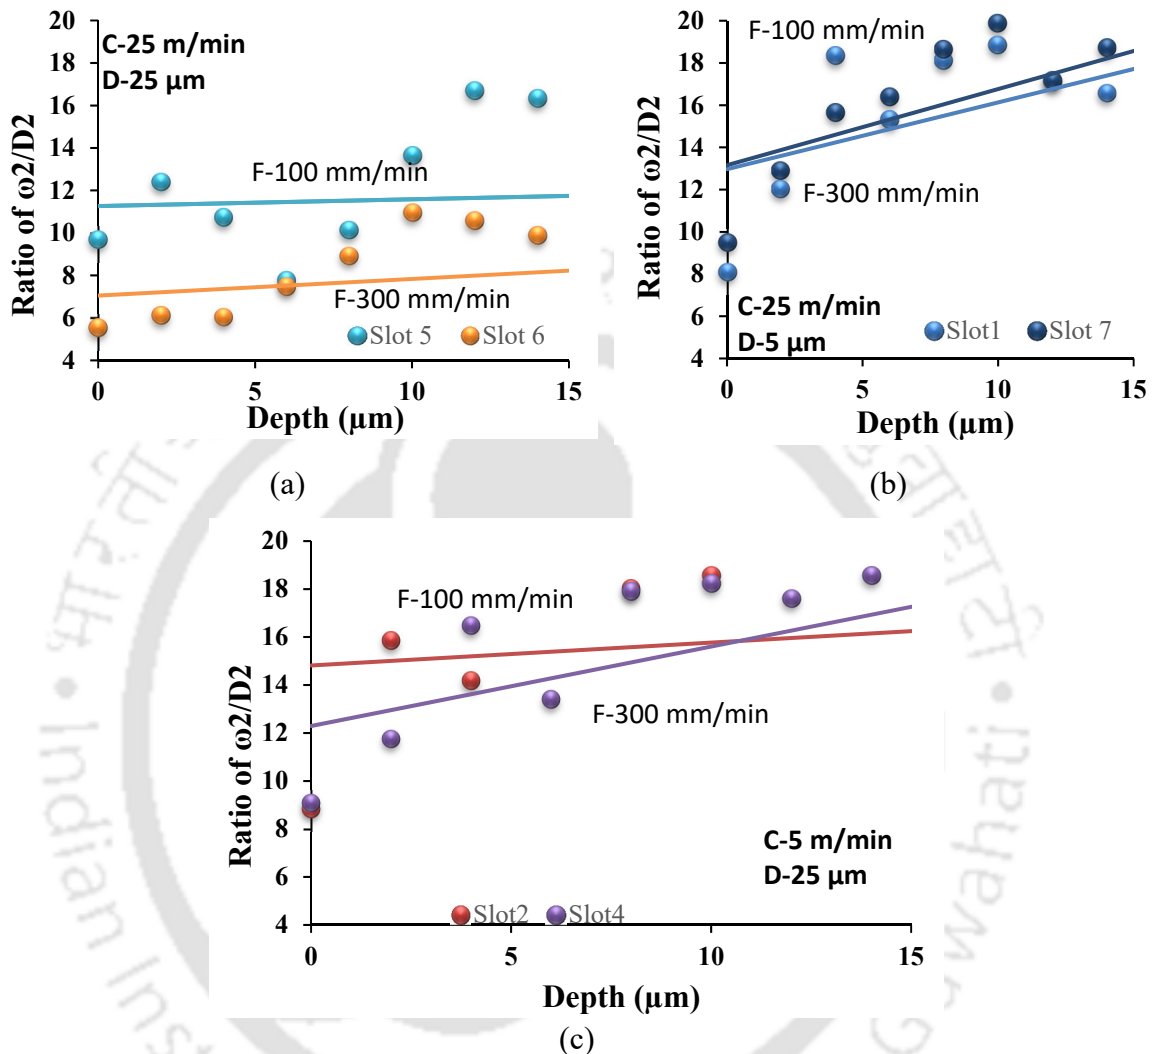 20
18
16
14
12
10
8
6
4
0
5
10
15
Ratio of ω2/D2
Depth (μm)
C-25 m/min
D-25 μm
F-100 mm/min
F-300 mm/min
Slot 5
Slot 6
(a)
20
18
16
14
12
10
8
6
4
0
5
10
15
Ratio of ω2/D2
Depth (μm)
F-100 mm/min
F-300 mm/min
C-25 m/min
D-5 μm
Slot1
Slot 7
(b)
20
18
16
14
12
10
8
6
4
0
5
10
15
Ratio of ω2/D2
Depth (μm)
F-100 mm/min
F-300 mm/min
C-5 m/min
D-25 μm
Slot2
Slot4
(c)
Indian Ins
Guwahati